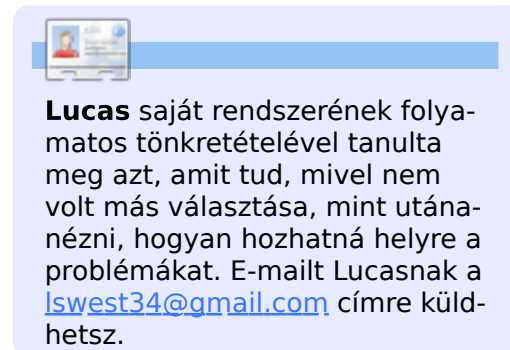 Lucas saját rendszerének folya-
matos tönkretételével tanulta
meg azt, amit tud, mivel nem
volt más választása, mint utána-
nézni, hogyan hozhatná helyre a
problémákat. E-mailt Lucasnak a
lswest34@gmail.com címre küld-
hetsz.